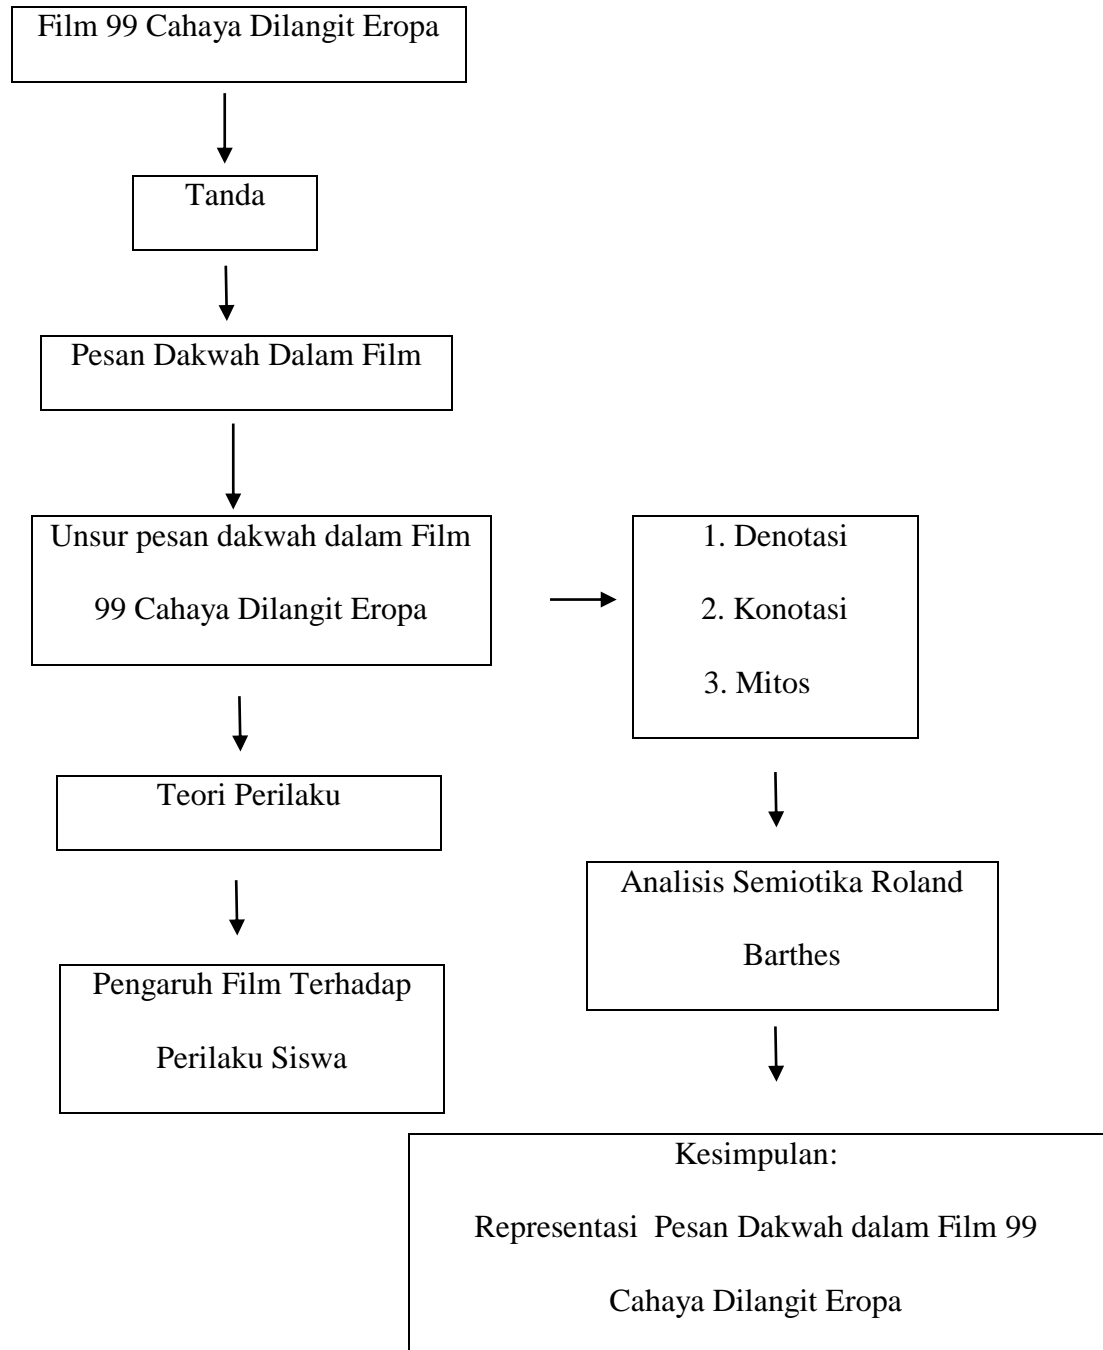 Film 99 Cahaya Dilangit Eropa
Tanda
Pesan Dakwah Dalam Film
Unsur pesan dakwah dalam Film
99 Cahaya Dilangit Eropa
1. Denotasi
2. Konotasi
3. Mitos
Teori Perilaku
Analisis Semiotika Roland
Barthes
Pengaruh Film Terhadap
Perilaku Siswa
Kesimpulan:
Representasi  Pesan Dakwah dalam Film 99
Cahaya Dilangit Eropa